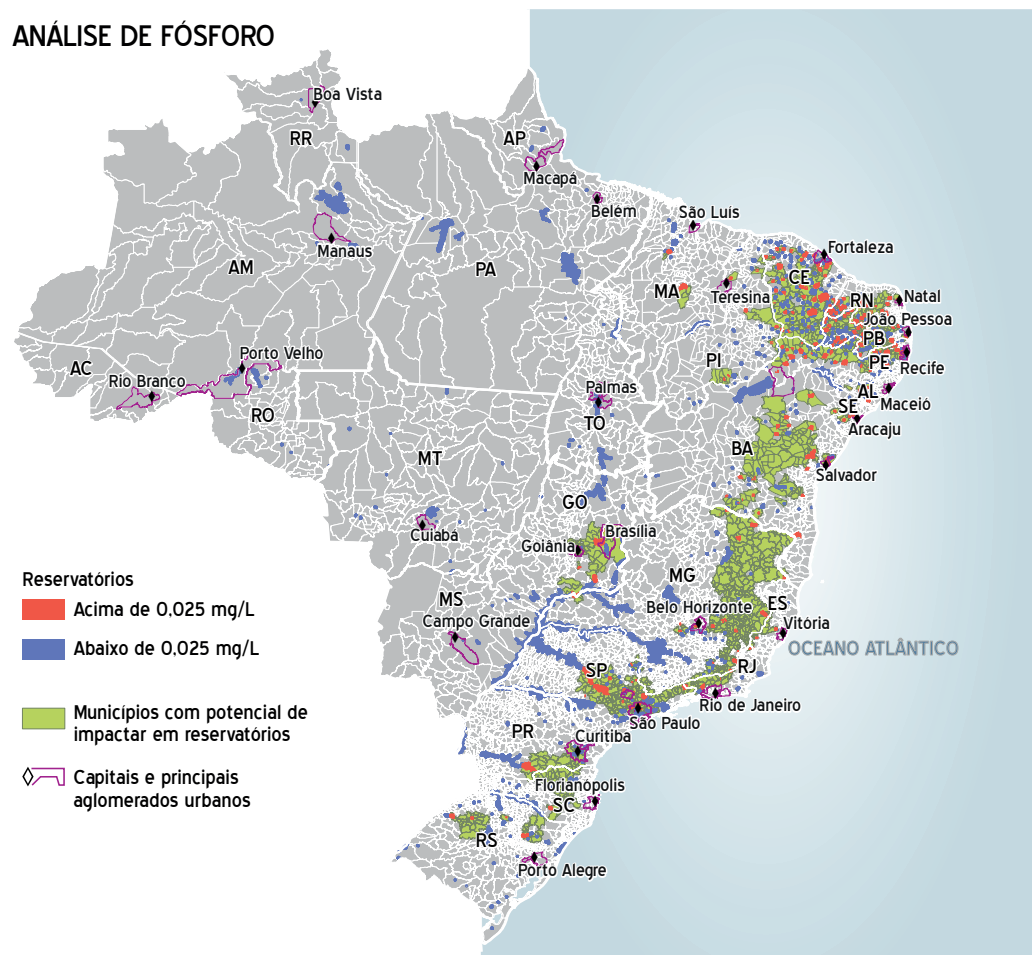 ANÁLISE DE FÓSFORO
Boa Vista
RR
AP
Macapá
Belém
São Luís
Manaus
Fortaleza
AM
PA
CE
MA
Teresina
RN
Natal
João Pessoa
PB
PI
PE
Recife
AC
Porto Velho
Rio Branco
RO
Palmas
TO
AL
Maceió
SE
Aracaju
MT
BA
Salvador
GO
Cuiabá
Goiânia
Brasília
MG
MS
Campo Grande
Belo Horizonte
ES
Vitória
OCEANO ATLÂNTICO
SP
RJ
Rio de Janeiro
São Paulo
PR
Curitiba
Florianópolis
SC
RS
Porto Alegre
Reservatórios
Acima de 0,025 mg/L
Abaixo de 0,025 mg/L
Municípios com potencial de
impactar em reservatórios
Capitais e principais
aglomerados urbanos